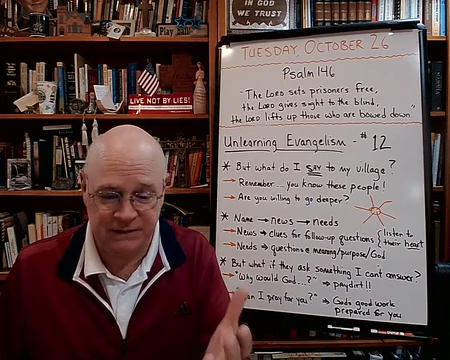 IN GOD
WE TRUST
Play
LIVE NOT BY LIES!
TUESDAY, OCTOBER 26
Psalm 146
"The LORD sets prisoners free,
the LORD gives sight to the blind,
the LORD lifts up those who are bowed down."
Unlearning Evangelism - #12
* But what do I SAY to my village?
→ Remember... you know these people!
→ Are you willing to go deeper?
* Name → news → needs
→ News → clues for follow-up questions
→ Needs → questions @ meaning/purpose/God
listen to
their heart
* But what if they ask something I can't answer?
→ "Why would God...?" → paydirt!!
I pray for you?" → God's good work
prepared for you